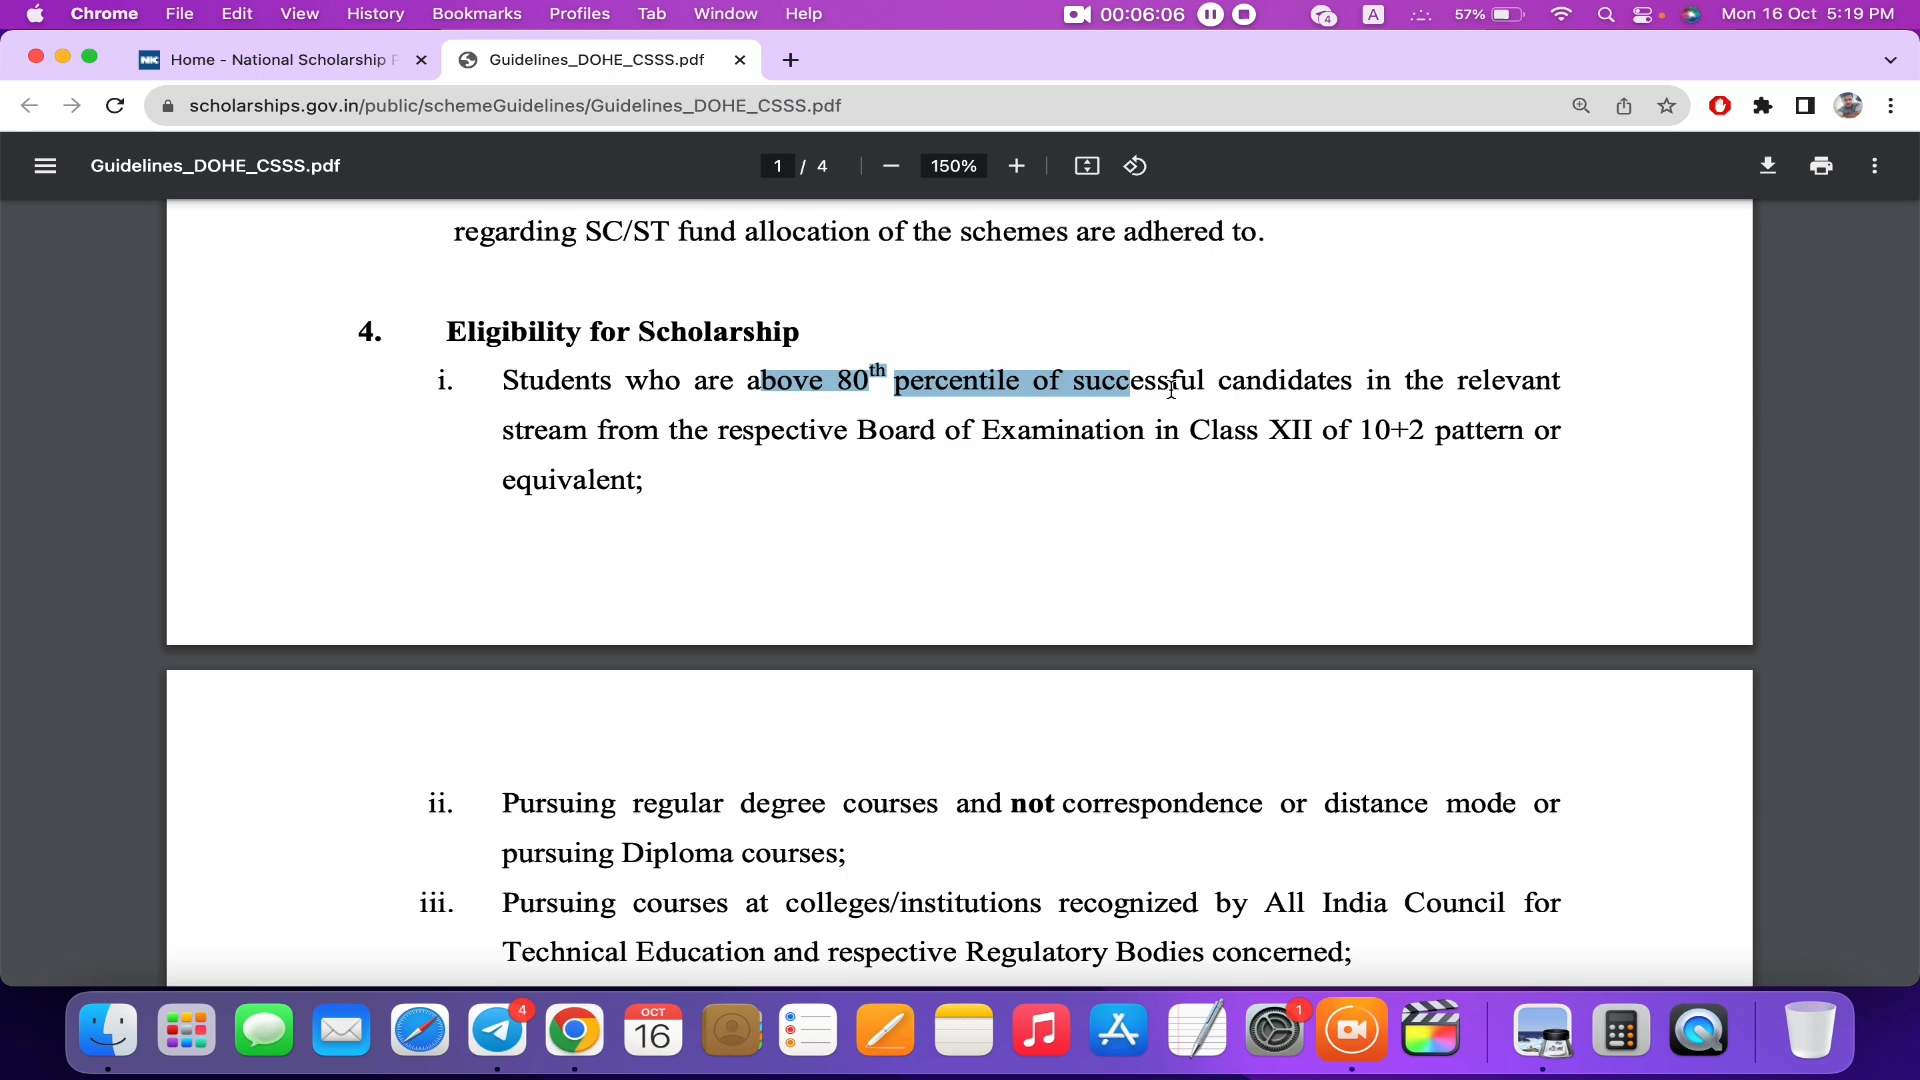 Chrome File Edit View History Bookmarks Profiles Tab Window Help 00:06:06 4 A 57% Mon 16 Oct 5:19 PM
Home - National Scholarship P Guidelines_DOHE_CSSS.pdf
scholarships.gov.in/public/schemeGuidelines/Guidelines_DOHE_CSSS.pdf
Guidelines_DOHE_CSSS.pdf 1 / 4 150%
regarding SC/ST fund allocation of the schemes are adhered to.
4. Eligibility for Scholarship
i. Students who are above 80th percentile of successful candidates in the relevant
stream from the respective Board of Examination in Class XII of 10+2 pattern or
equivalent;
ii. Pursuing regular degree courses and not correspondence or distance mode or
pursuing Diploma courses;
iii. Pursuing courses at colleges/institutions recognized by All India Council for
Technical Education and respective Regulatory Bodies concerned;
4 OCT 1
16